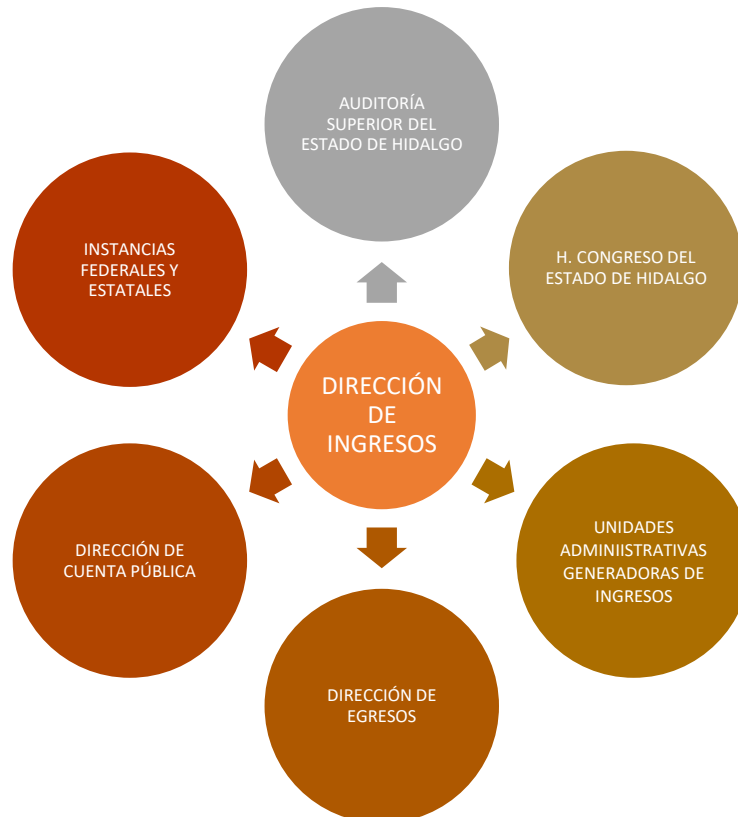 AUDITORÍA
SUPERIOR DEL
ESTADO DE HIDALGO
INSTANCIAS
FEDERALES Y
ESTATALES
H. CONGRESO DEL
ESTADO DE HIDALGO
DIRECCIÓN
DE
INGRESOS
DIRECCIÓN DE
CUENTA PÚBLICA
UNIDADES
ADMINIISTRATIVAS
GENERADORAS DE
INGRESOS
DIRECCIÓN DE
EGRESOS